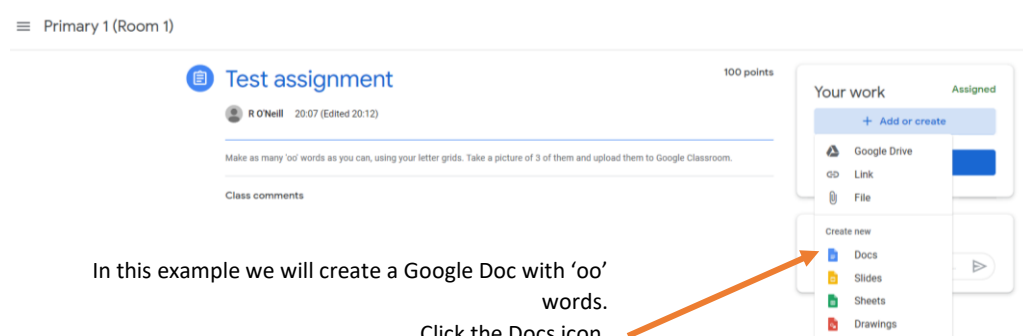 Primary 1 (Room 1)
Test assignment
100 points
R O'Neill 20:07 (Edited 20:12)
Make as many 'oo' words as you can, using your letter grids. Take a picture of 3 of them and upload them to Google Classroom.
Class comments
Your work Assigned
+ Add or create
Google Drive
Link
File
Create new
Docs
Slides
Sheets
Drawings
In this example we will create a Google Doc with ‘oo’
words.
Click the Docs icon.